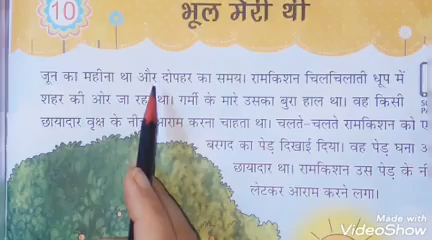 10
भूल मेरी थी
जून का महीना था और दोपहर का समय। रामकिशन चिलचिलाती धूप में
शहर की ओर जा रहा था। गर्मी के मारे उसका बुरा हाल था। वह किसी
छायादार वृक्ष के आराम करना चाहता था। चलते-चलते रामकिशन को
बरगद का पेड़ दिखाई दिया। वह पेड़ घना
छायादार था। रामकिशन उस पेड़ के
लेटकर आराम करने लगा।
Made with
VideoShow